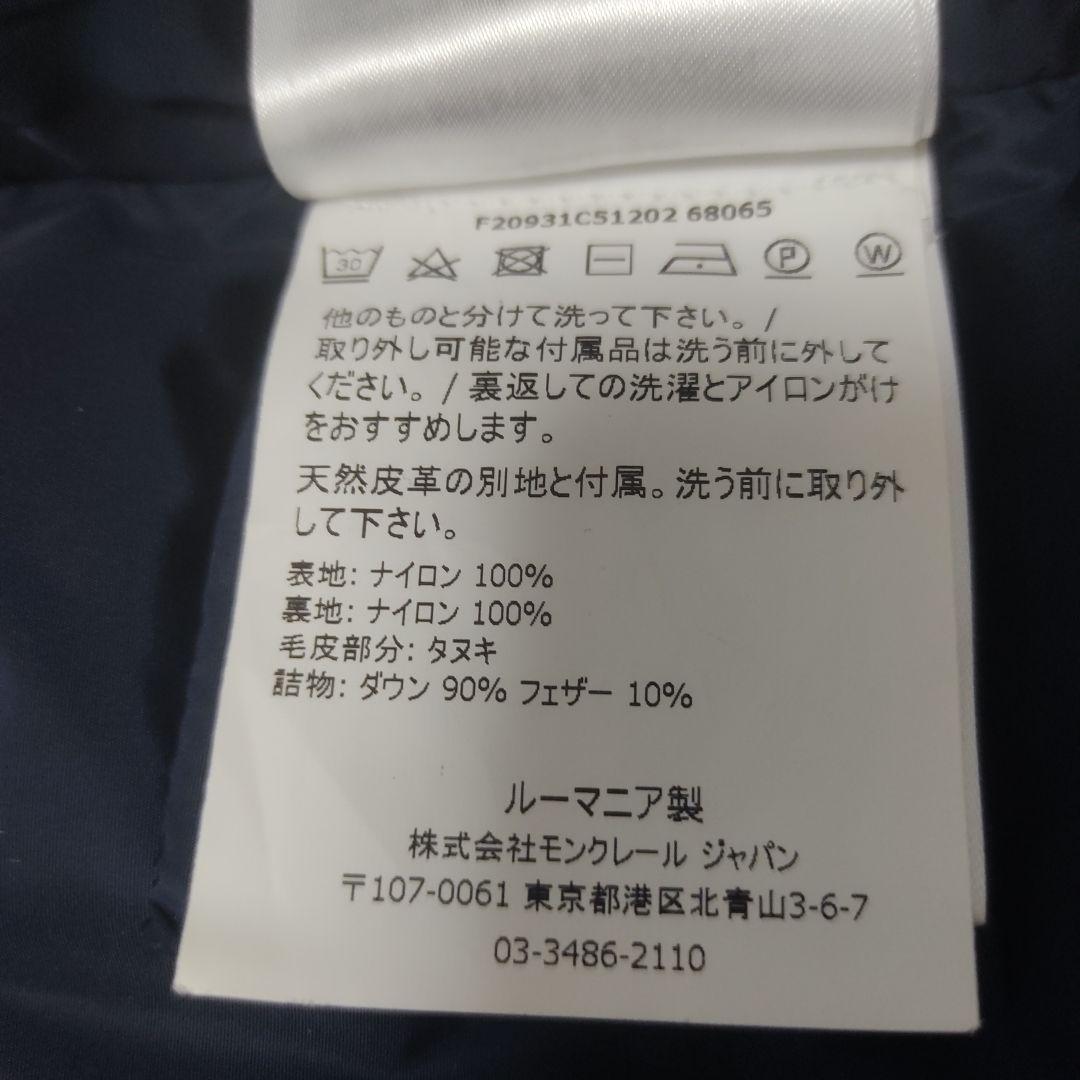 F20931C51202 68065
30
P
W
他のものと分けて洗って下さい。/
取り外し可能な付属品は洗う前に外して
ください。/ 裏返しての洗濯とアイロンがけ
をおすすめします。
天然皮革の別地と付属。洗う前に取り外
して下さい。
表地: ナイロン 100%
裏地: ナイロン 100%
毛皮部分: タヌキ
詰物: ダウン 90% フェザー 10%
ルーマニア製
株式会社モンクレール ジャパン
〒107-0061 東京都港区北青山3-6-7
03-3486-2110